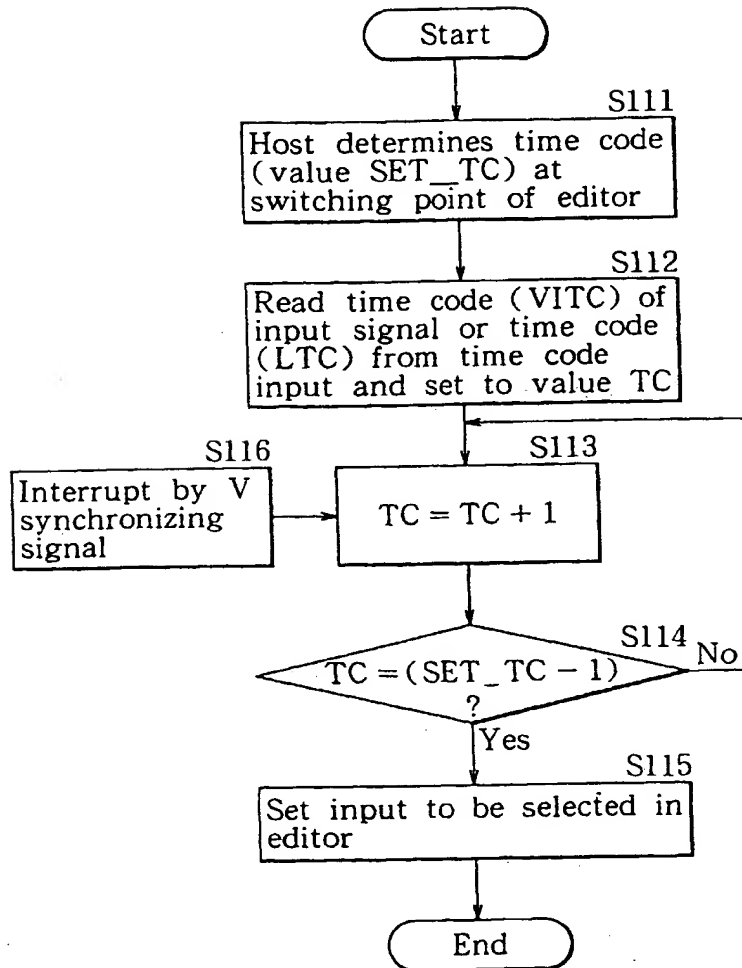 Start
S111
Host determines time code
(value SET_TC) at
switching point of editor
S112
Read time code (VITC) of
input signal or time code
(LTC) from time code
input and set to value TC
S116
Interrupt by V
synchronizing
signal
S113
TC = TC + 1
S114
TC = (SET_TC - 1)
?
No
Yes
S115
Set input to be selected in
editor
End